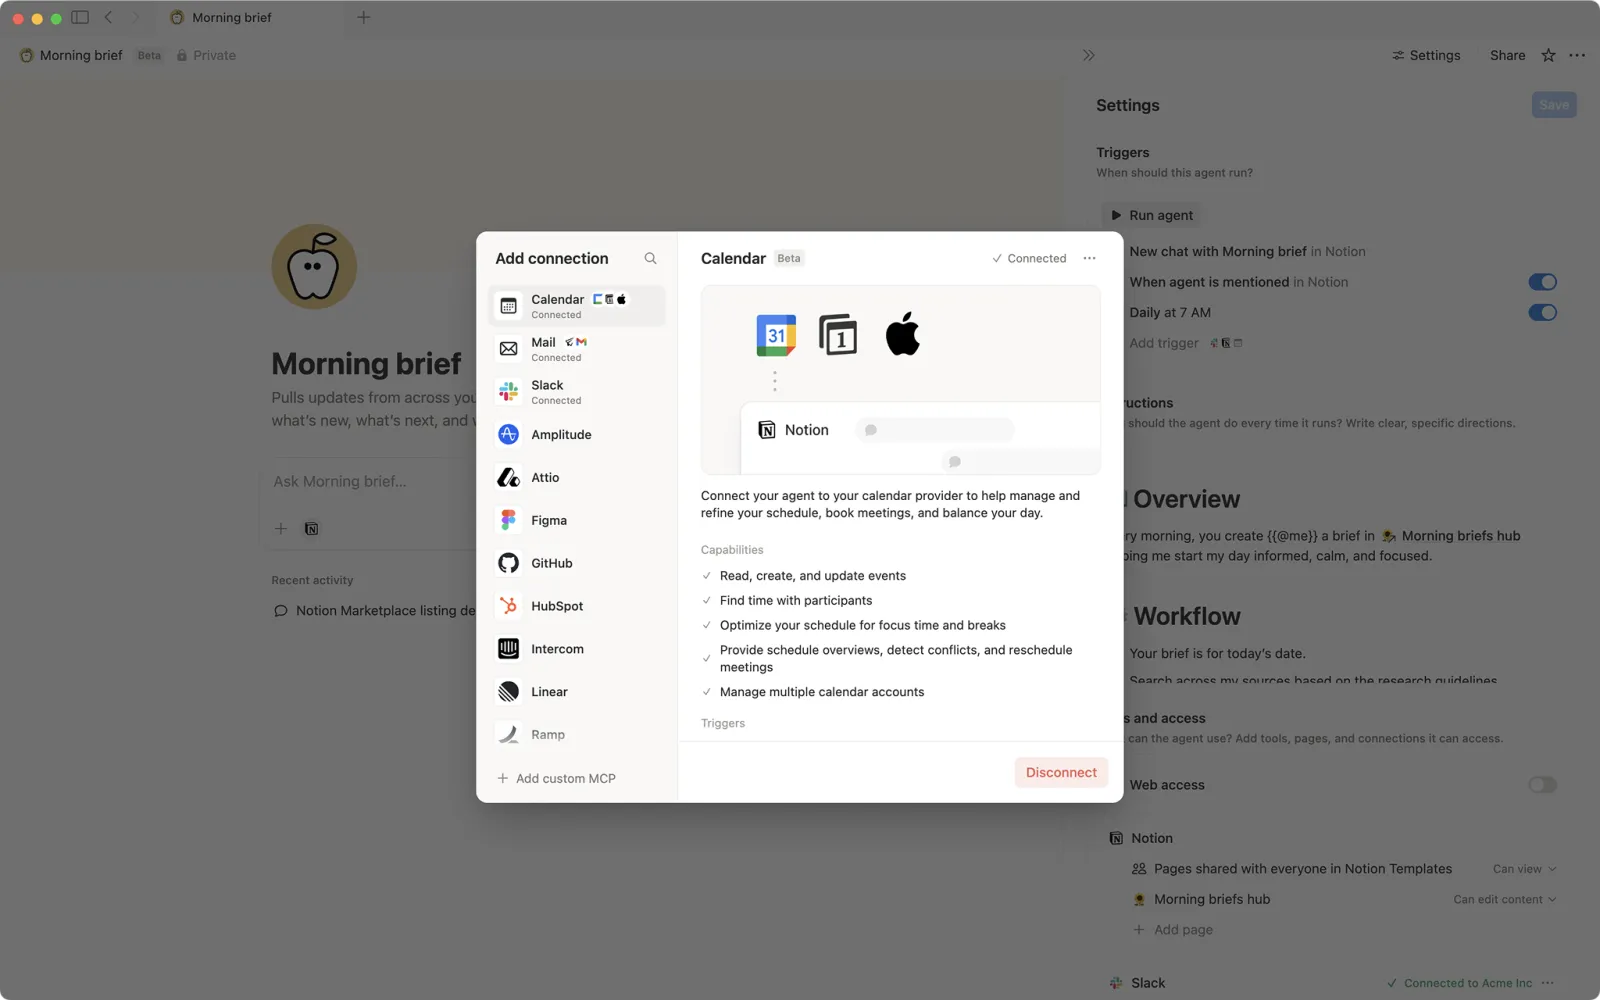 Morning brief
Morning brief Beta Private
Settings Share
Settings
Save
Triggers
When should this agent run?
Run agent
New chat with Morning brief in Notion
When agent is mentioned in Notion
Daily at 7 AM
Add trigger
ructions
should the agent do every time it runs? Write clear, specific directions.
Overview
ry morning, you create {{@me}} a brief in Morning briefs hub
ping me start my day informed, calm, and focused.
Workflow
Your brief is for today's date.
Search across my sources based on the research guidelines
s and access
can the agent use? Add tools, pages, and connections it can access.
Web access
Notion
Pages shared with everyone in Notion Templates Can view
Morning briefs hub Can edit content
Add page
Slack Connected to Acme Inc
Morning brief
Pulls updates from across you
what's new, what's next, and
Ask Morning brief...
Recent activity
Notion Marketplace listing de
Add connection
Calendar
Connected
Mail
Connected
Slack
Connected
Amplitude
Attio
Figma
GitHub
HubSpot
Intercom
Linear
Ramp
Add custom MCP
Calendar Beta Connected
31
1
Notion
Connect your agent to your calendar provider to help manage and
refine your schedule, book meetings, and balance your day.
Capabilities
Read, create, and update events
Find time with participants
Optimize your schedule for focus time and breaks
Provide schedule overviews, detect conflicts, and reschedule
meetings
Manage multiple calendar accounts
Triggers
Disconnect